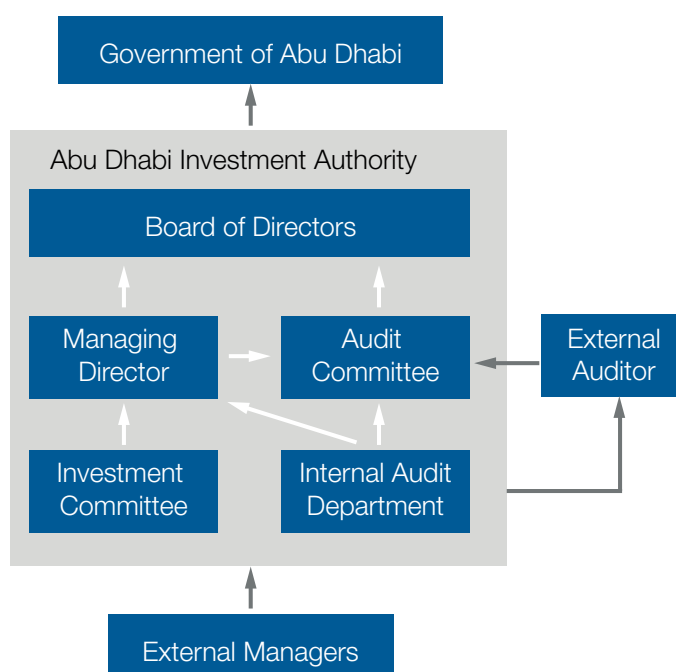 Government of Abu Dhabi
Abu Dhabi Investment Authority
Board of Directors
Managing
Director
Audit
Committee
External
Auditor
Investment
Committee
Internal Audit
Department
External Managers